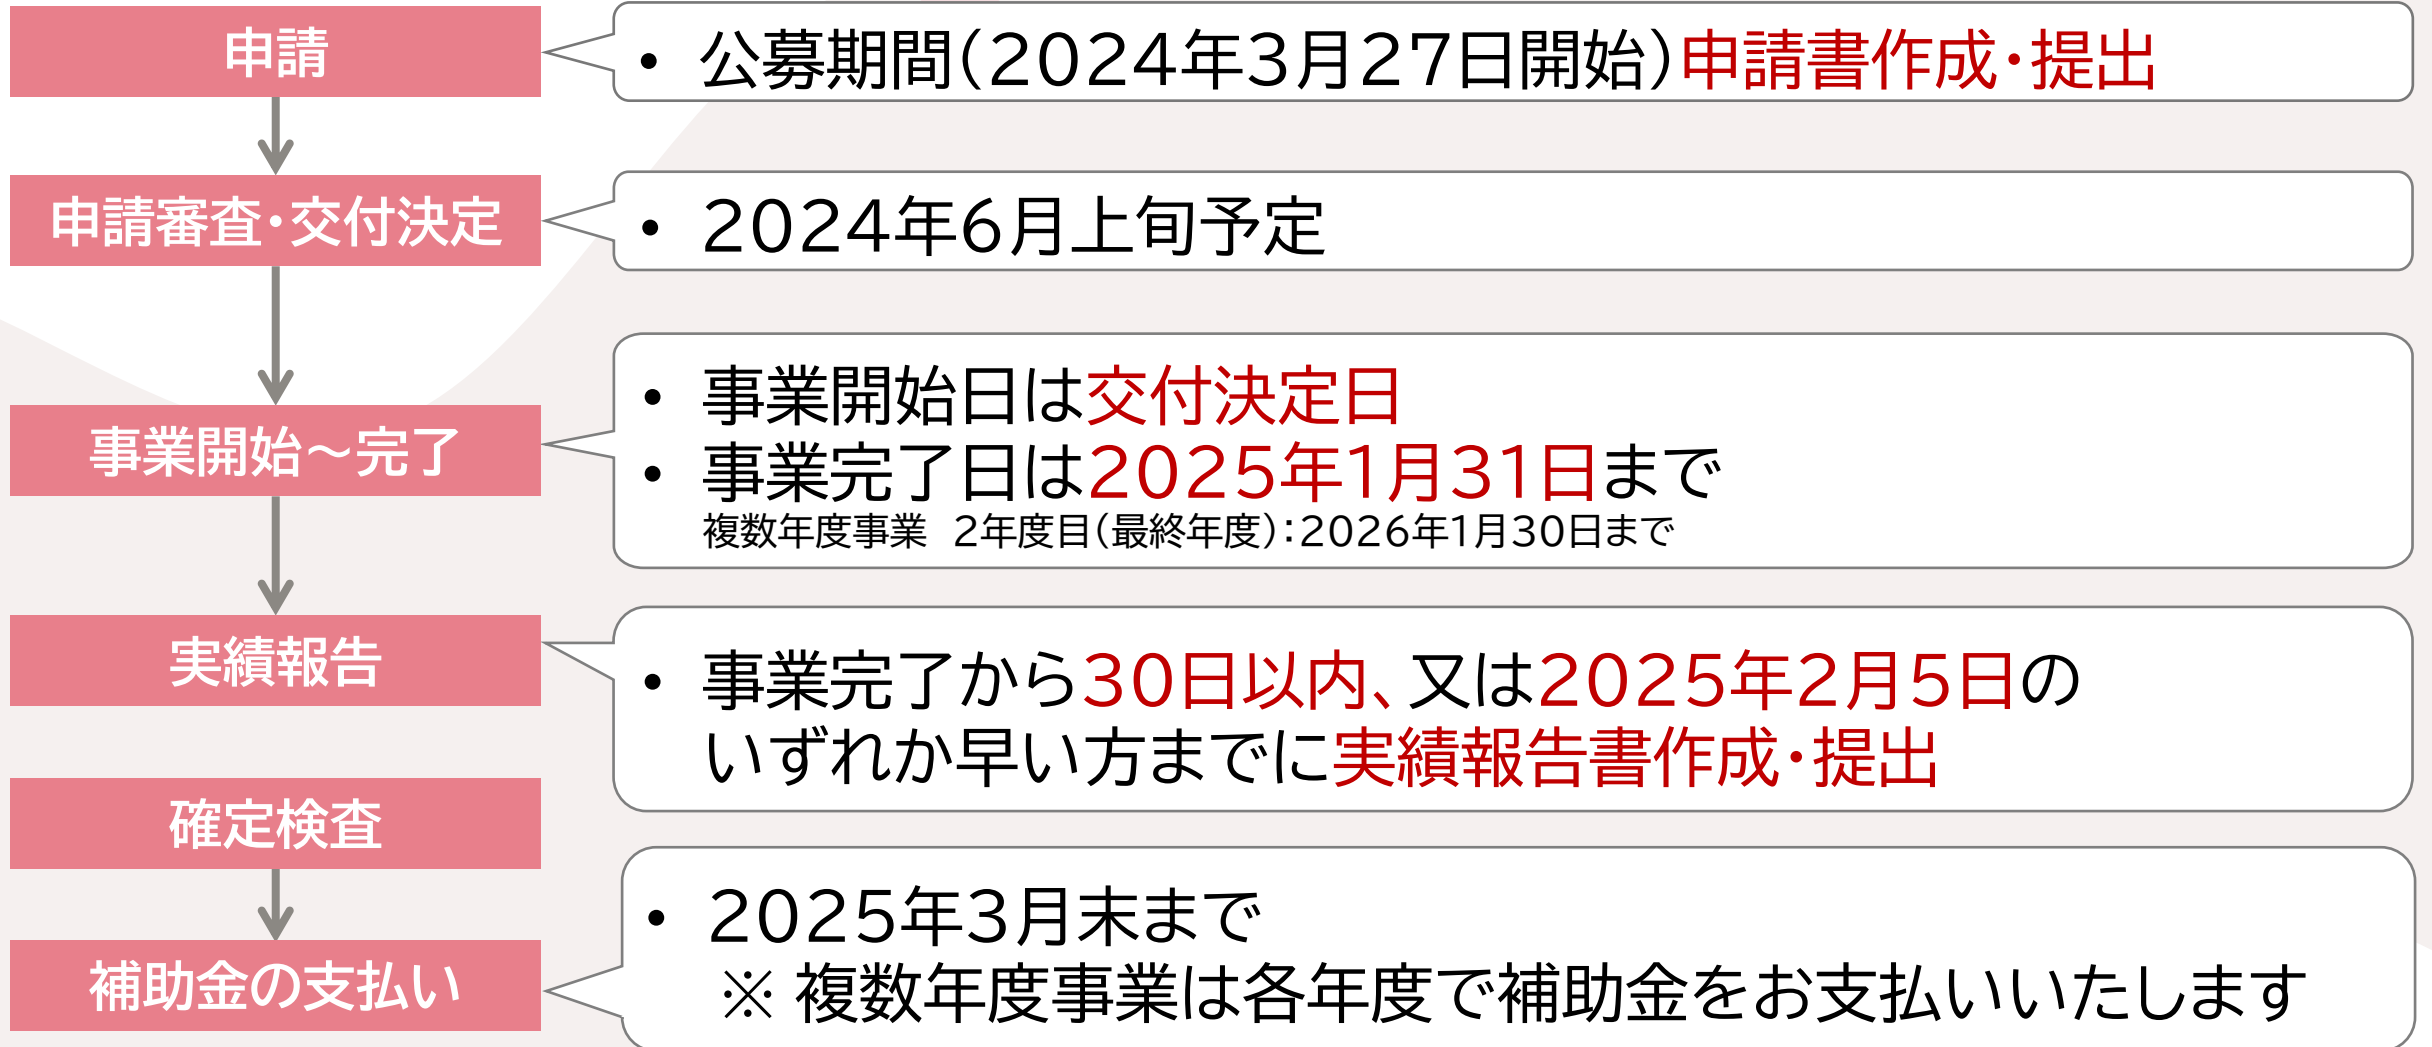 申請
• 公募期間（2024年3月27日開始）申請書作成・提出
申請審査・交付決定
• 2024年6月上旬予定
事業開始～完了
• 事業開始日は交付決定日
• 事業完了日は2025年1月31日まで
複数年度事業　2年度目（最終年度）：2026年1月30日まで
実績報告
• 事業完了から30日以内、又は2025年2月5日の
いずれか早い方までに実績報告書作成・提出
確定検査
補助金の支払い
• 2025年3月末まで
※ 複数年度事業は各年度で補助金をお支払いいたします